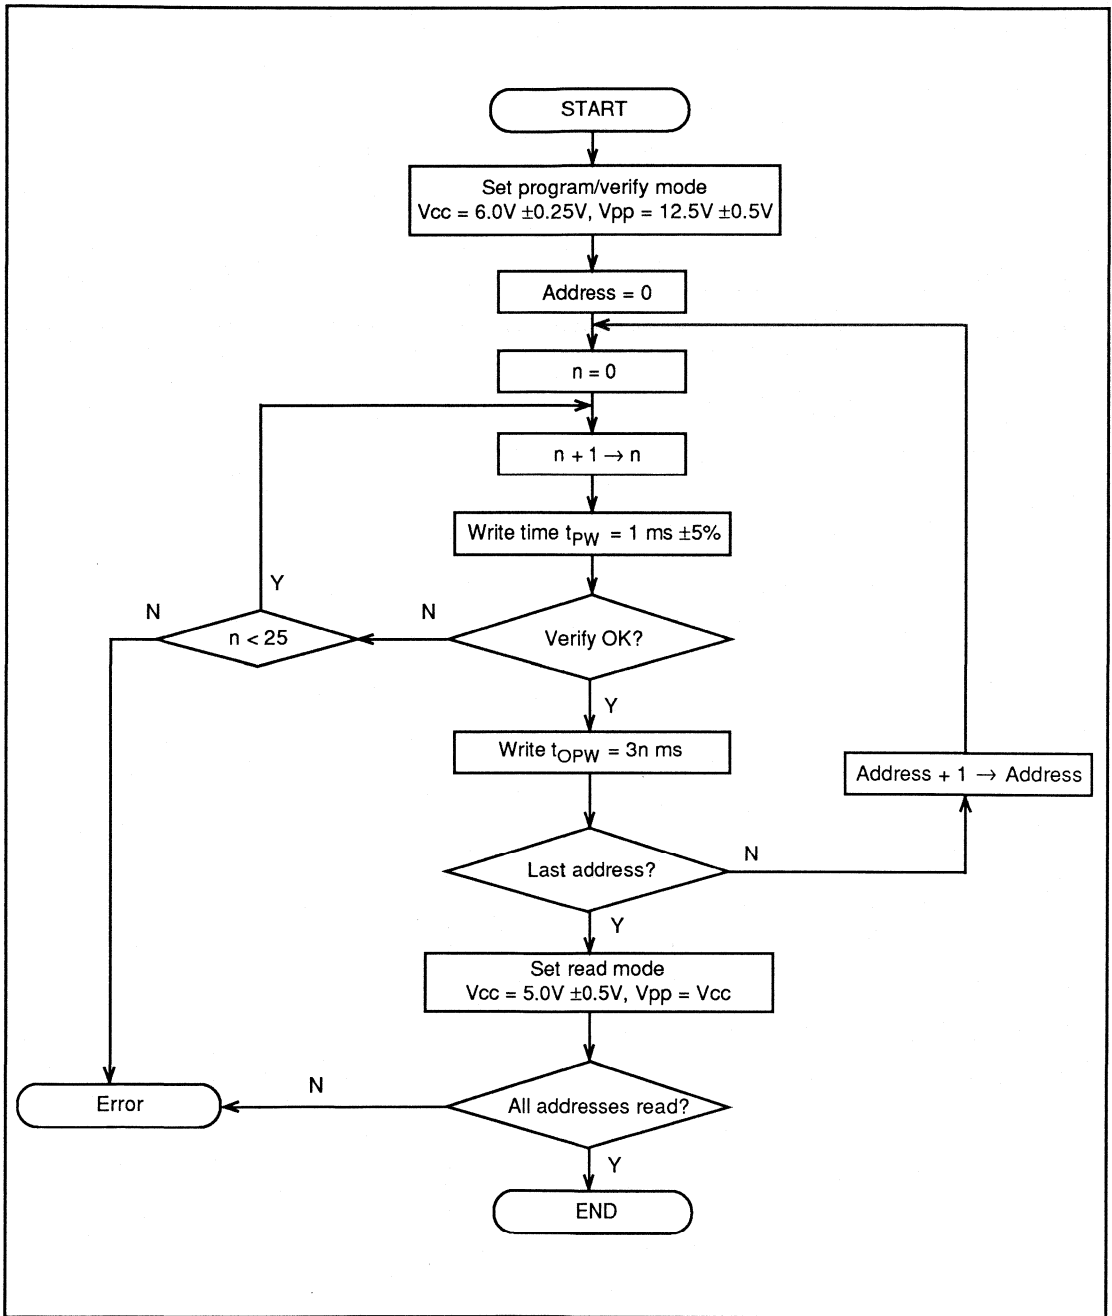 START
Set program/verify mode
Vcc = 6.0V ±0.25V, Vpp = 12.5V ±0.5V
Address = 0
n = 0
n + 1 → n
Write time tPW = 1 ms ±5%
Y
N
N
n < 25
Verify OK?
Y
Write tOPW = 3n ms
Address + 1 → Address
N
Last address?
Y
Set read mode
Vcc = 5.0V ±0.5V, Vpp = Vcc
N
Error
All addresses read?
Y
END